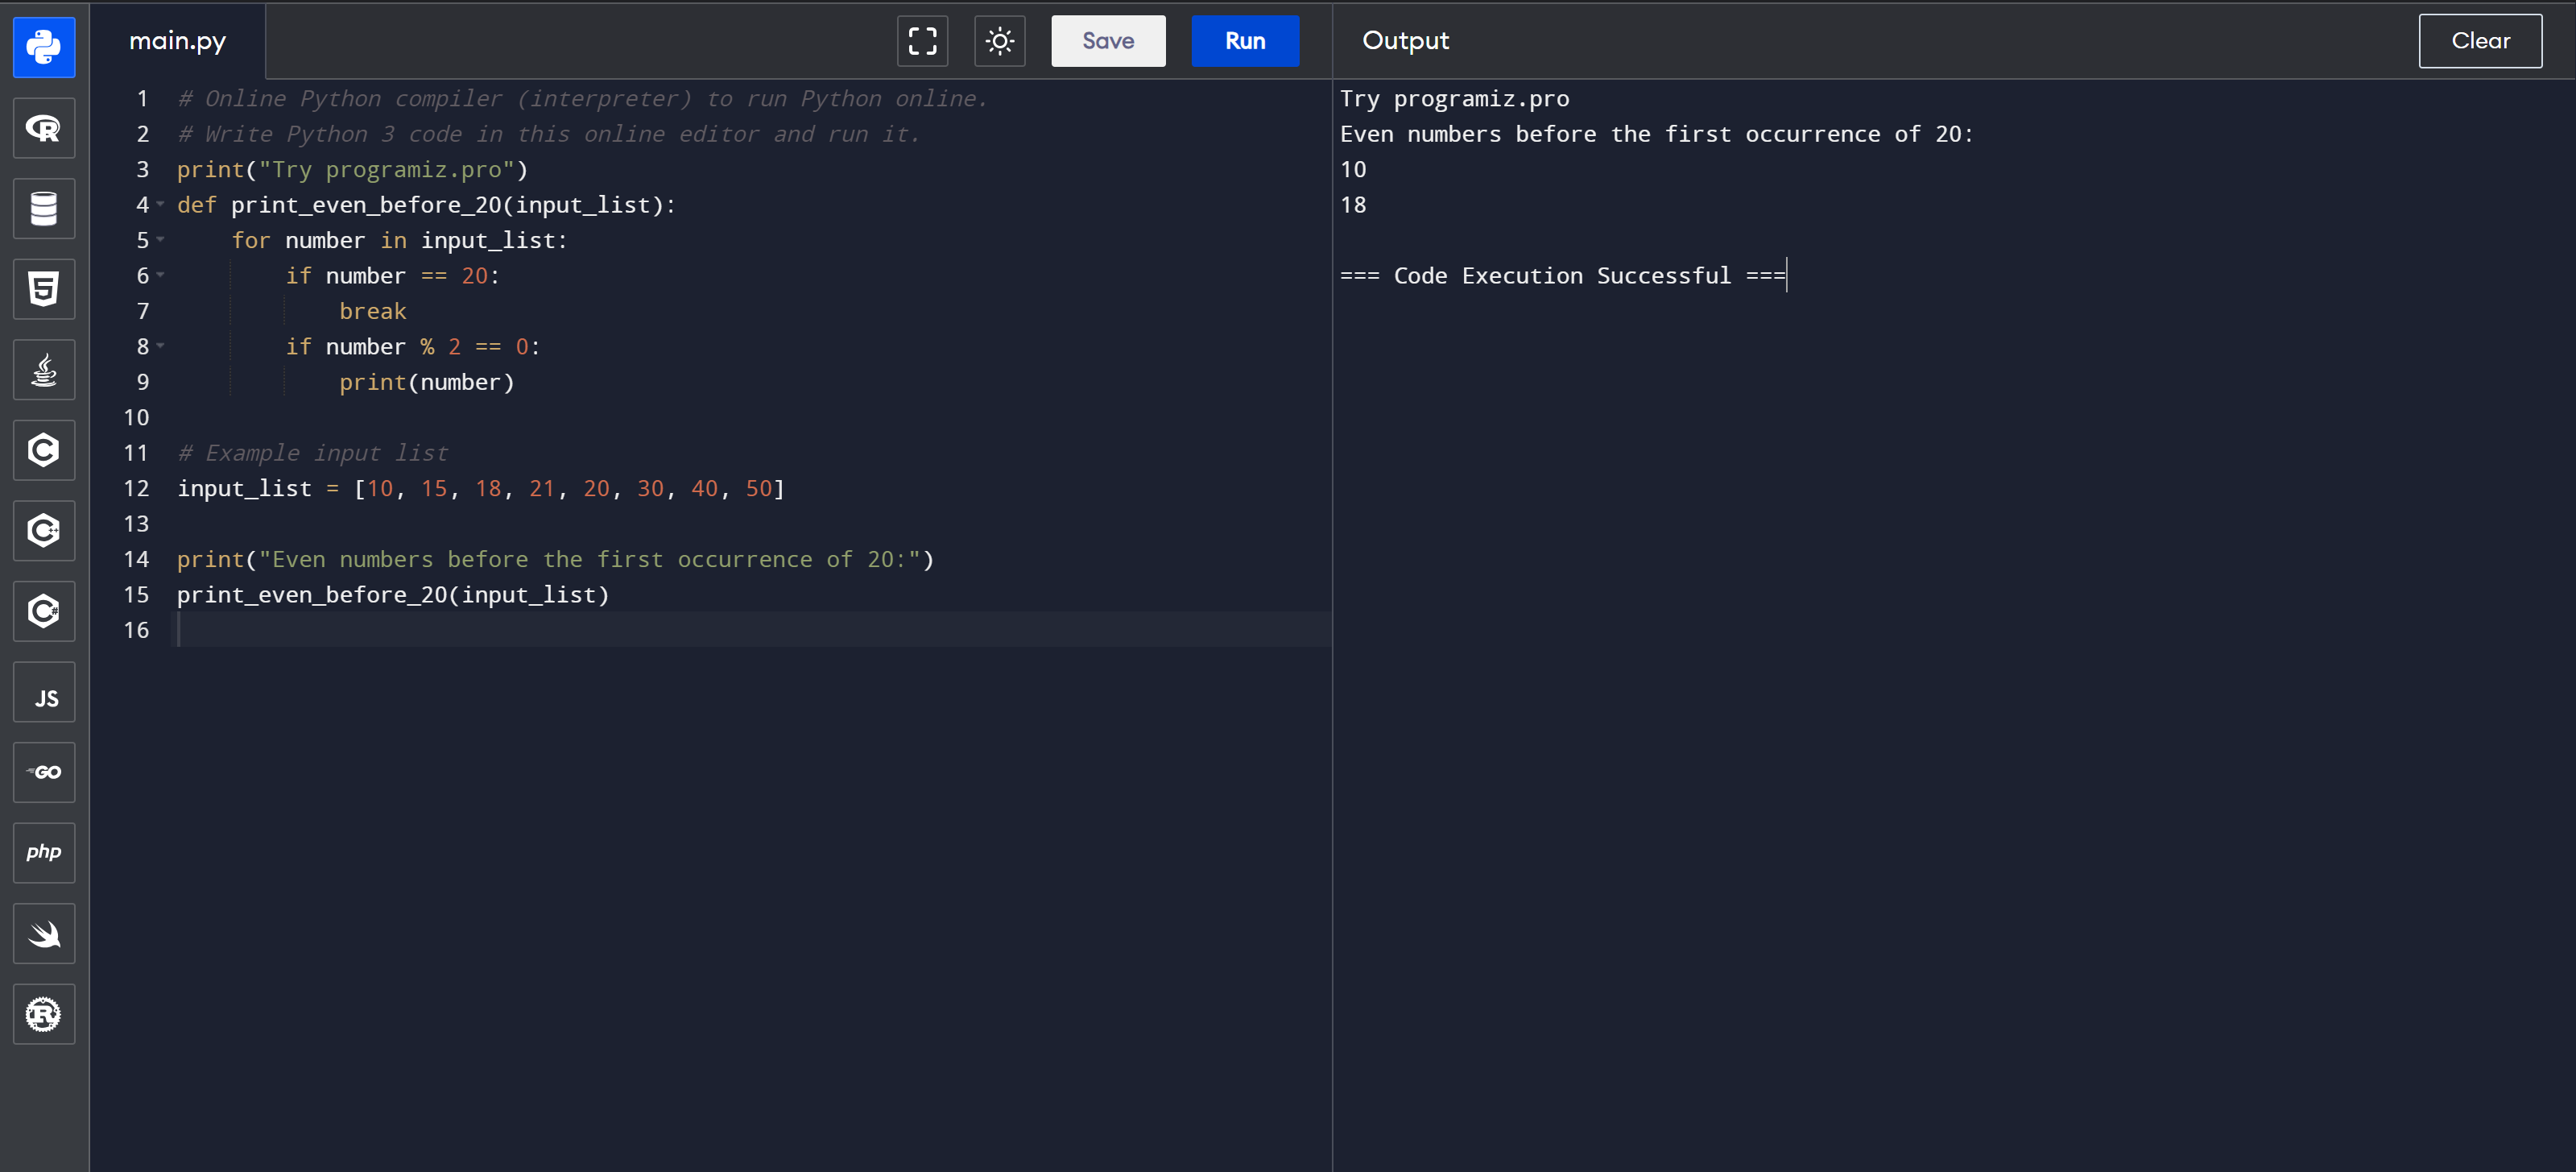 main.py
Save
Run
Output
Clear
1 # Online Python compiler (interpreter) to run Python online.
2 # Write Python 3 code in this online editor and run it.
3 print("Try programiz.pro")
4 def print_even_before_20(input_list):
5     for number in input_list:
6         if number == 20:
7             break
8         if number % 2 == 0:
9             print(number)
10
11 # Example input list
12 input_list = [10, 15, 18, 21, 20, 30, 40, 50]
13
14 print("Even numbers before the first occurrence of 20:")
15 print_even_before_20(input_list)
16
Try programiz.pro
Even numbers before the first occurrence of 20:
10
18
=== Code Execution Successful ===
R
5
C
C++
C#
JS
GO
php
R